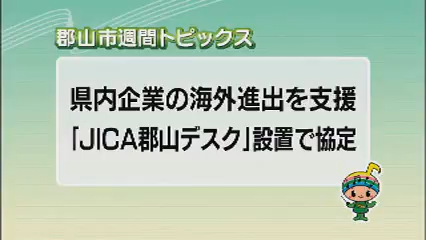 郡山市週間トピックス
県内企業の海外進出を支援
「JICA郡山デスク」設置で協定